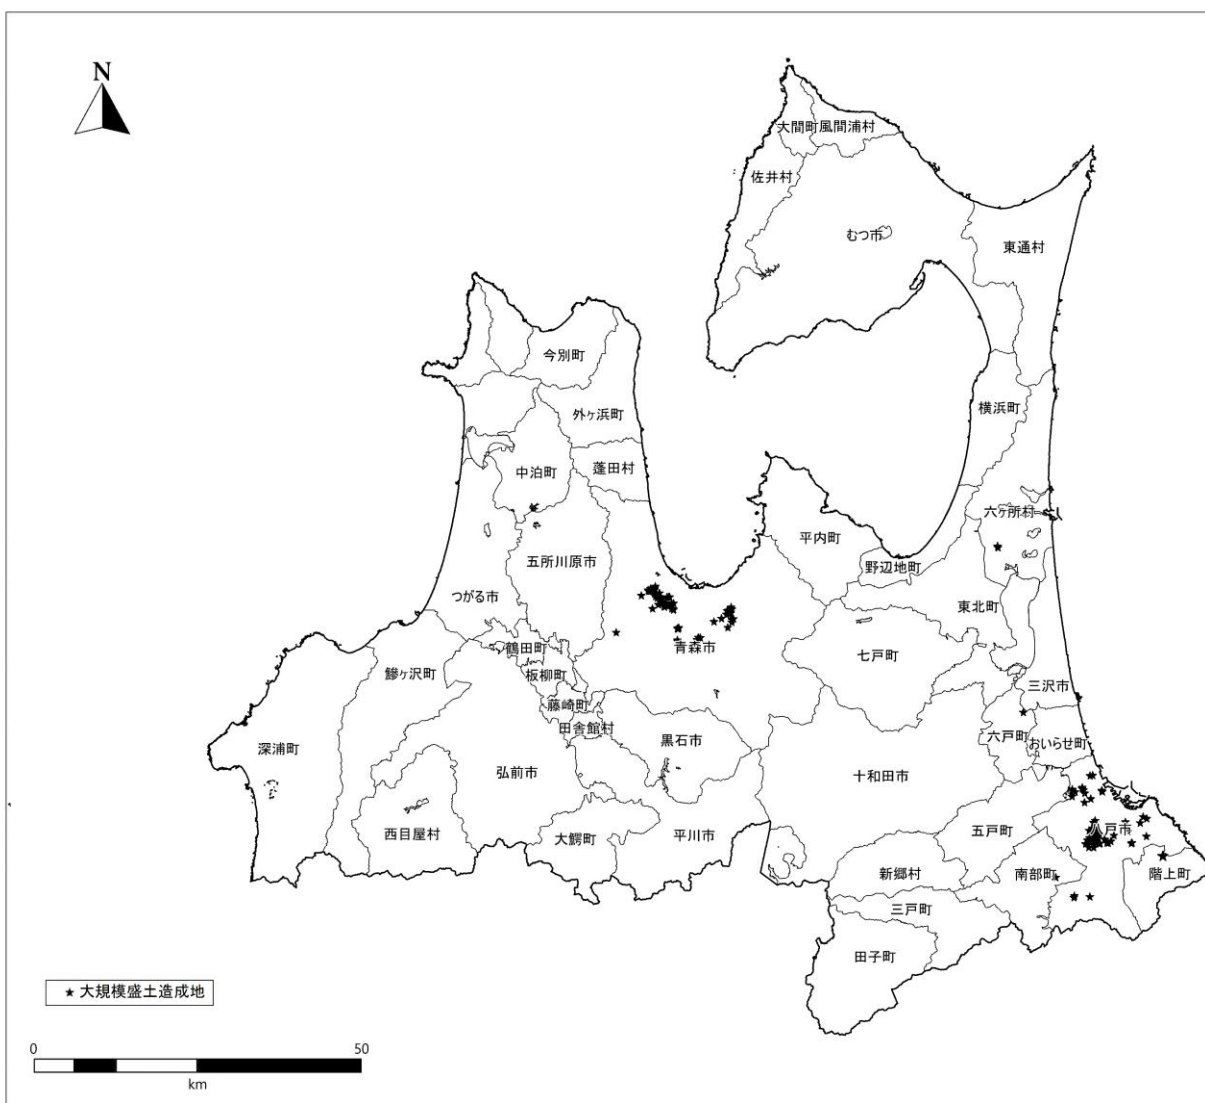 N
大間町
風間浦村
佐井村
むつ市
東通村
今別町
外ヶ浜町
横浜町
中泊町
蓬田村
六ヶ所村
平内町
五所川原市
野辺地町
つがる市
東北町
鶴田町
青森市
七戸町
鰺ヶ沢町
板柳町
三沢市
藤崎町
田舎館村
六戸町
おいらせ町
深浦町
黒石市
弘前市
十和田市
西目屋村
大鰐町
平川市
五戸町
八戸市
新郷村
南部町
階上町
三戸町
田子町
★ 大規模盛土造成地
0
50
km